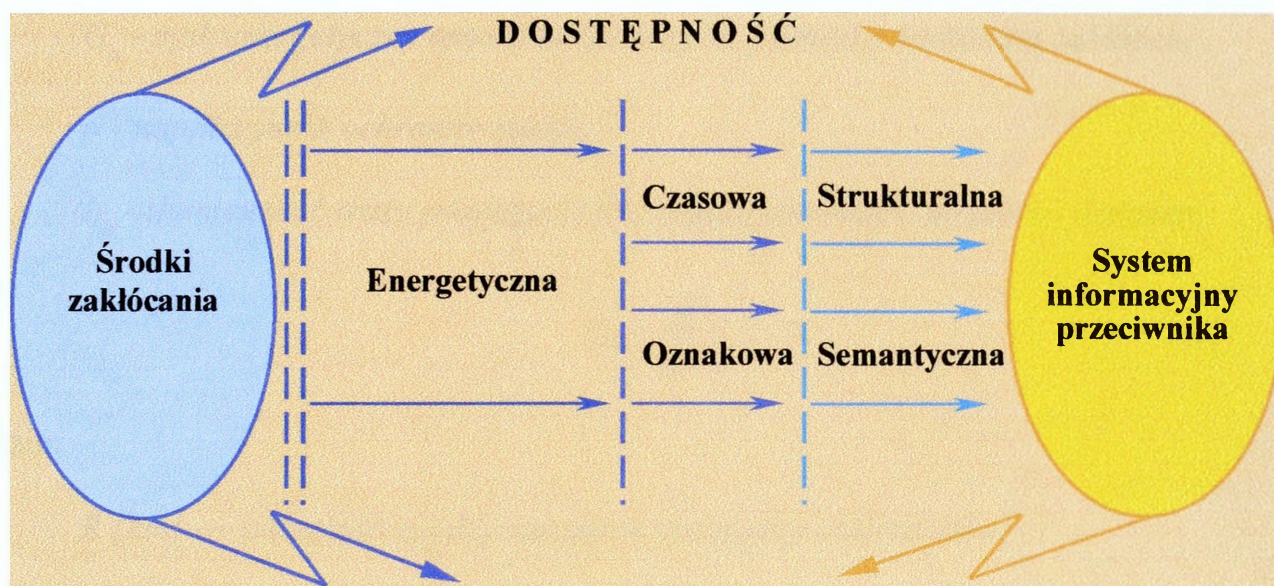 DOSTĘPNOŚĆ
Środki
zakłócania
Energetyczna
Czasowa
Oznakowa
Strukturalna
Semantyczna
System
informacyjny
przeciwnika